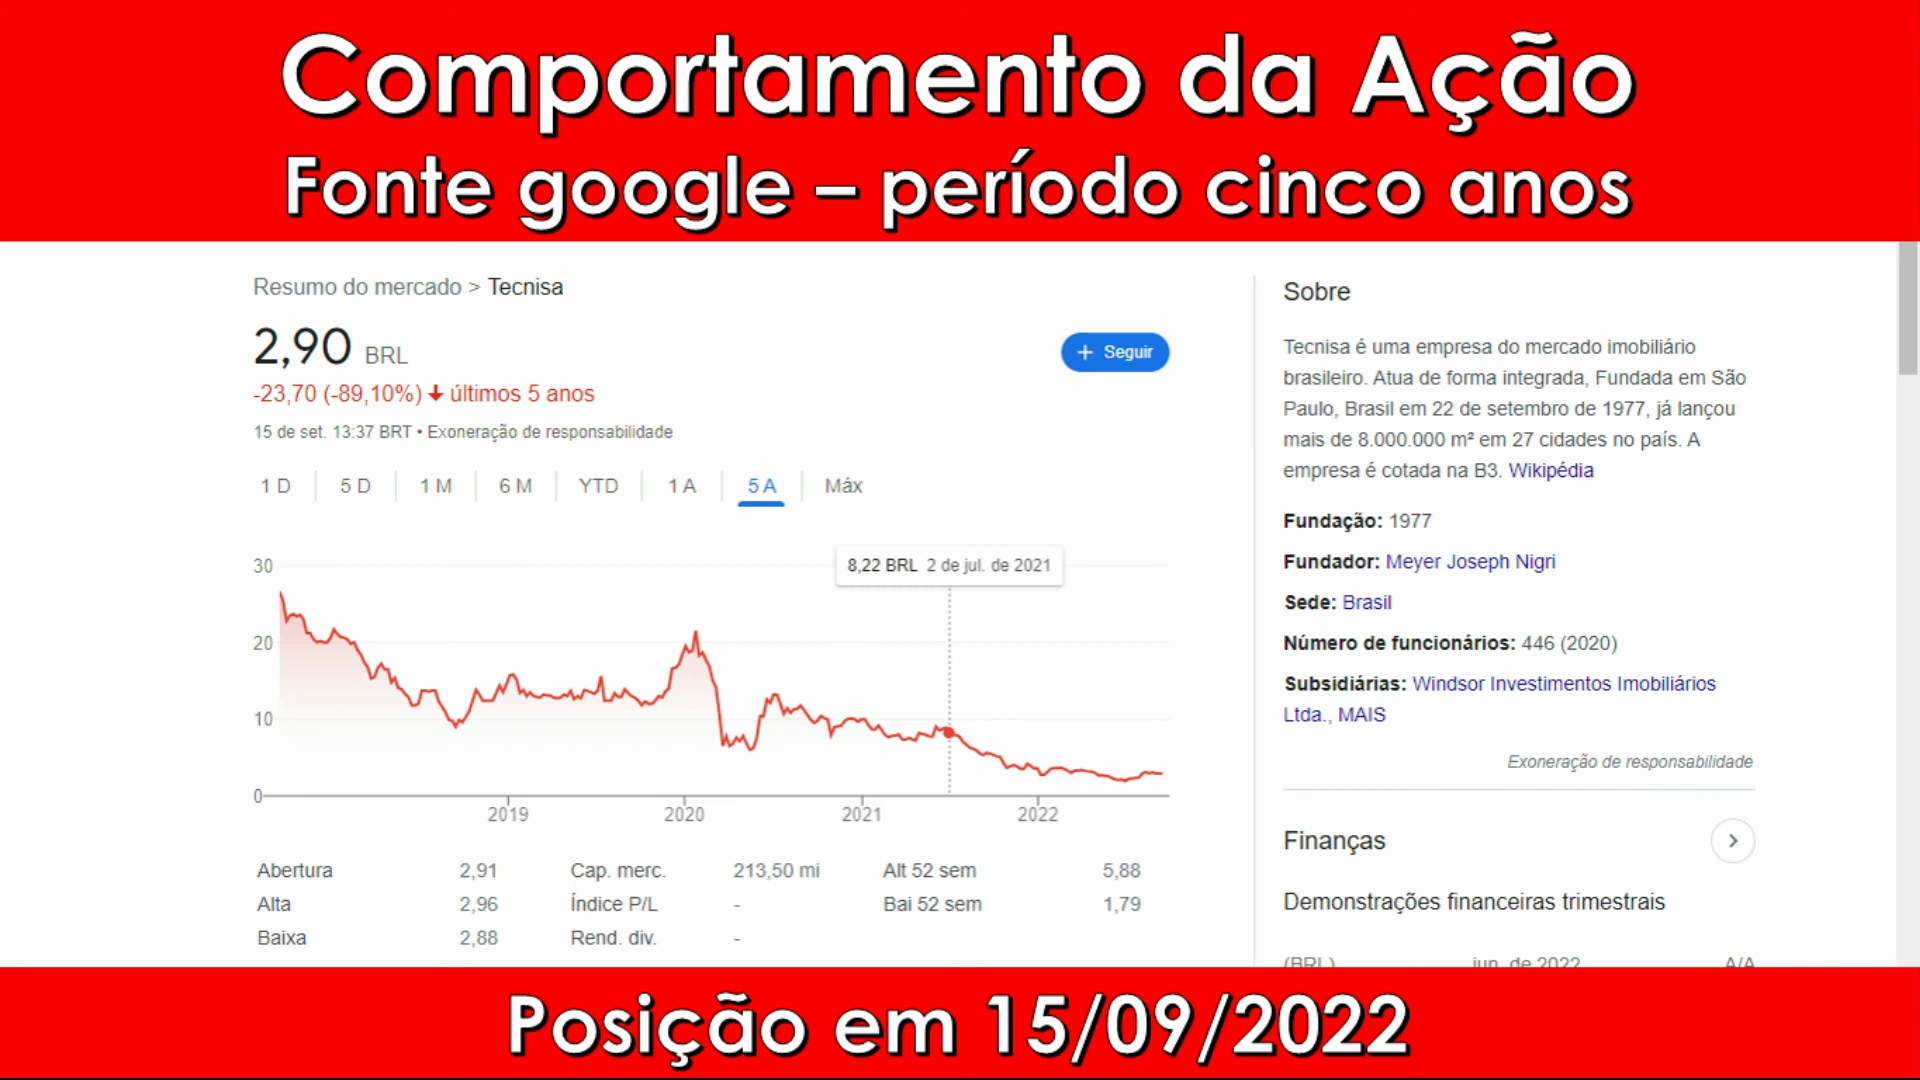 Comportamento da Ação
Fonte google – período cinco anos
Resumo do mercado > Tecnisa
2,90 BRL
+ Seguir
-23,70 (-89,10%) ↓ últimos 5 anos
15 de set. 13:37 BRT • Exoneração de responsabilidade
1 D 5 D 1 M 6 M YTD 1 A 5 A Máx
8,22 BRL 2 de jul. de 2021
30
20
10
0
2019 2020 2021 2022
Abertura 2,91 Cap. merc. 213,50 mi Alt 52 sem 5,88
Alta 2,96 Índice P/L - Bai 52 sem 1,79
Baixa 2,88 Rend. div. -
Sobre
Tecnisa é uma empresa do mercado imobiliário
brasileiro. Atua de forma integrada, Fundada em São
Paulo, Brasil em 22 de setembro de 1977, já lançou
mais de 8.000.000 m² em 27 cidades no país. A
empresa é cotada na B3. Wikipédia
Fundação: 1977
Fundador: Meyer Joseph Nigri
Sede: Brasil
Número de funcionários: 446 (2020)
Subsidiárias: Windsor Investimentos Imobiliários
Ltda., MAIS
Exoneração de responsabilidade
Finanças
Demonstrações financeiras trimestrais
(BRL) jun. de 2022 A/A
Posição em 15/09/2022